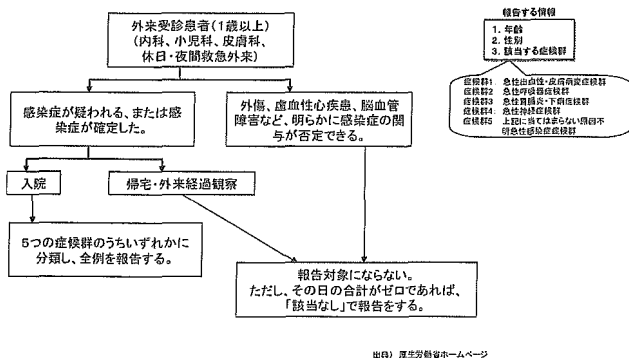 外来受診患者(1歳以上)
(内科、小児科、皮膚科、
休日・夜間救急外来)
報告する情報
1. 年齢
2. 性別
3. 該当する症候群
症候群1 急性出血性・皮膚病変症候群
症候群2 急性呼吸器症候群
症候群3 急性胃腸炎・下痢症候群
症候群4 急性神経症候群
症候群5 上記に当てはまらない原因不
明急性感染症症候群
感染症が疑われる、または感
染症が確定した。
外傷、虚血性心疾患、脳血管
障害など、明らかに感染症の関
与が否定できる。
入院
帰宅・外来経過観察
5つの症候群のうちいずれかに
分類し、全例を報告する。
報告対象にならない。
ただし、その日の合計がゼロであれば、
「該当なし」で報告をする。
出典) 厚生労働省ホームページ